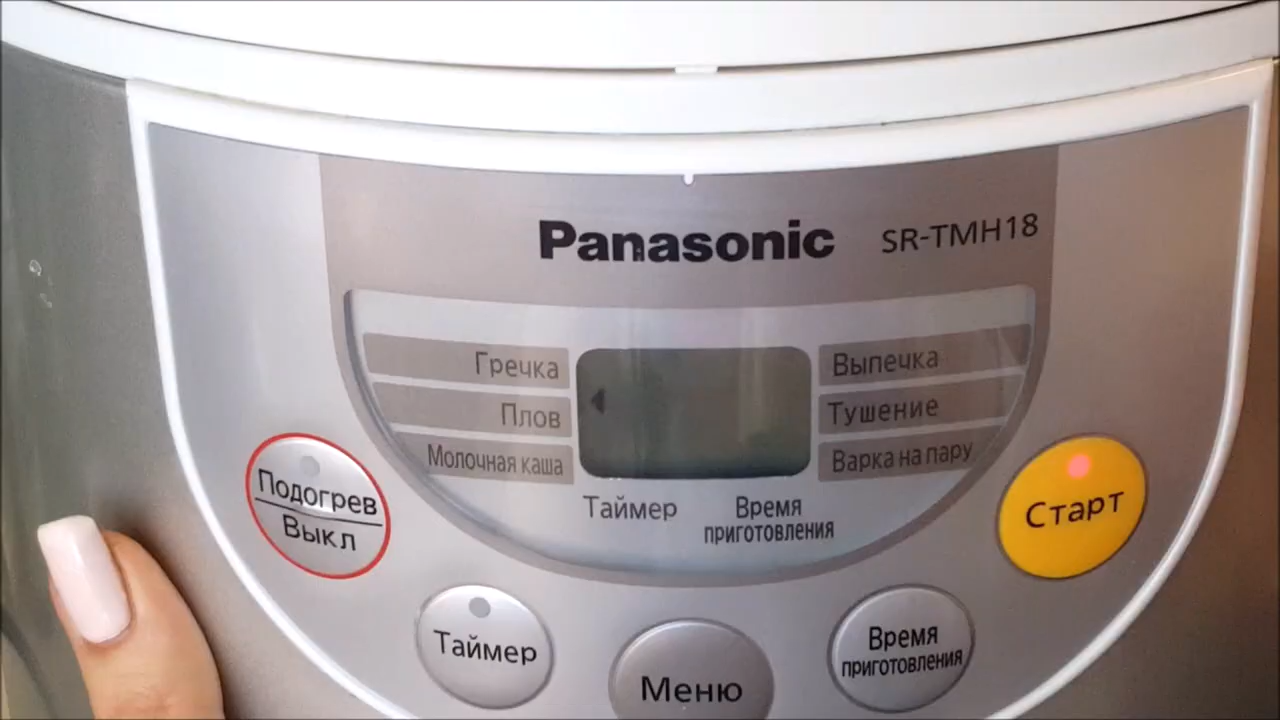 Panasonic SR-TMH18
Гречка
Плов
Молочная каша
Выпечка
Тушение
Варка на пару
Таймер
Время
приготовления
Подогрев
Выкл
Старт
Таймер
Меню
Время
приготовления